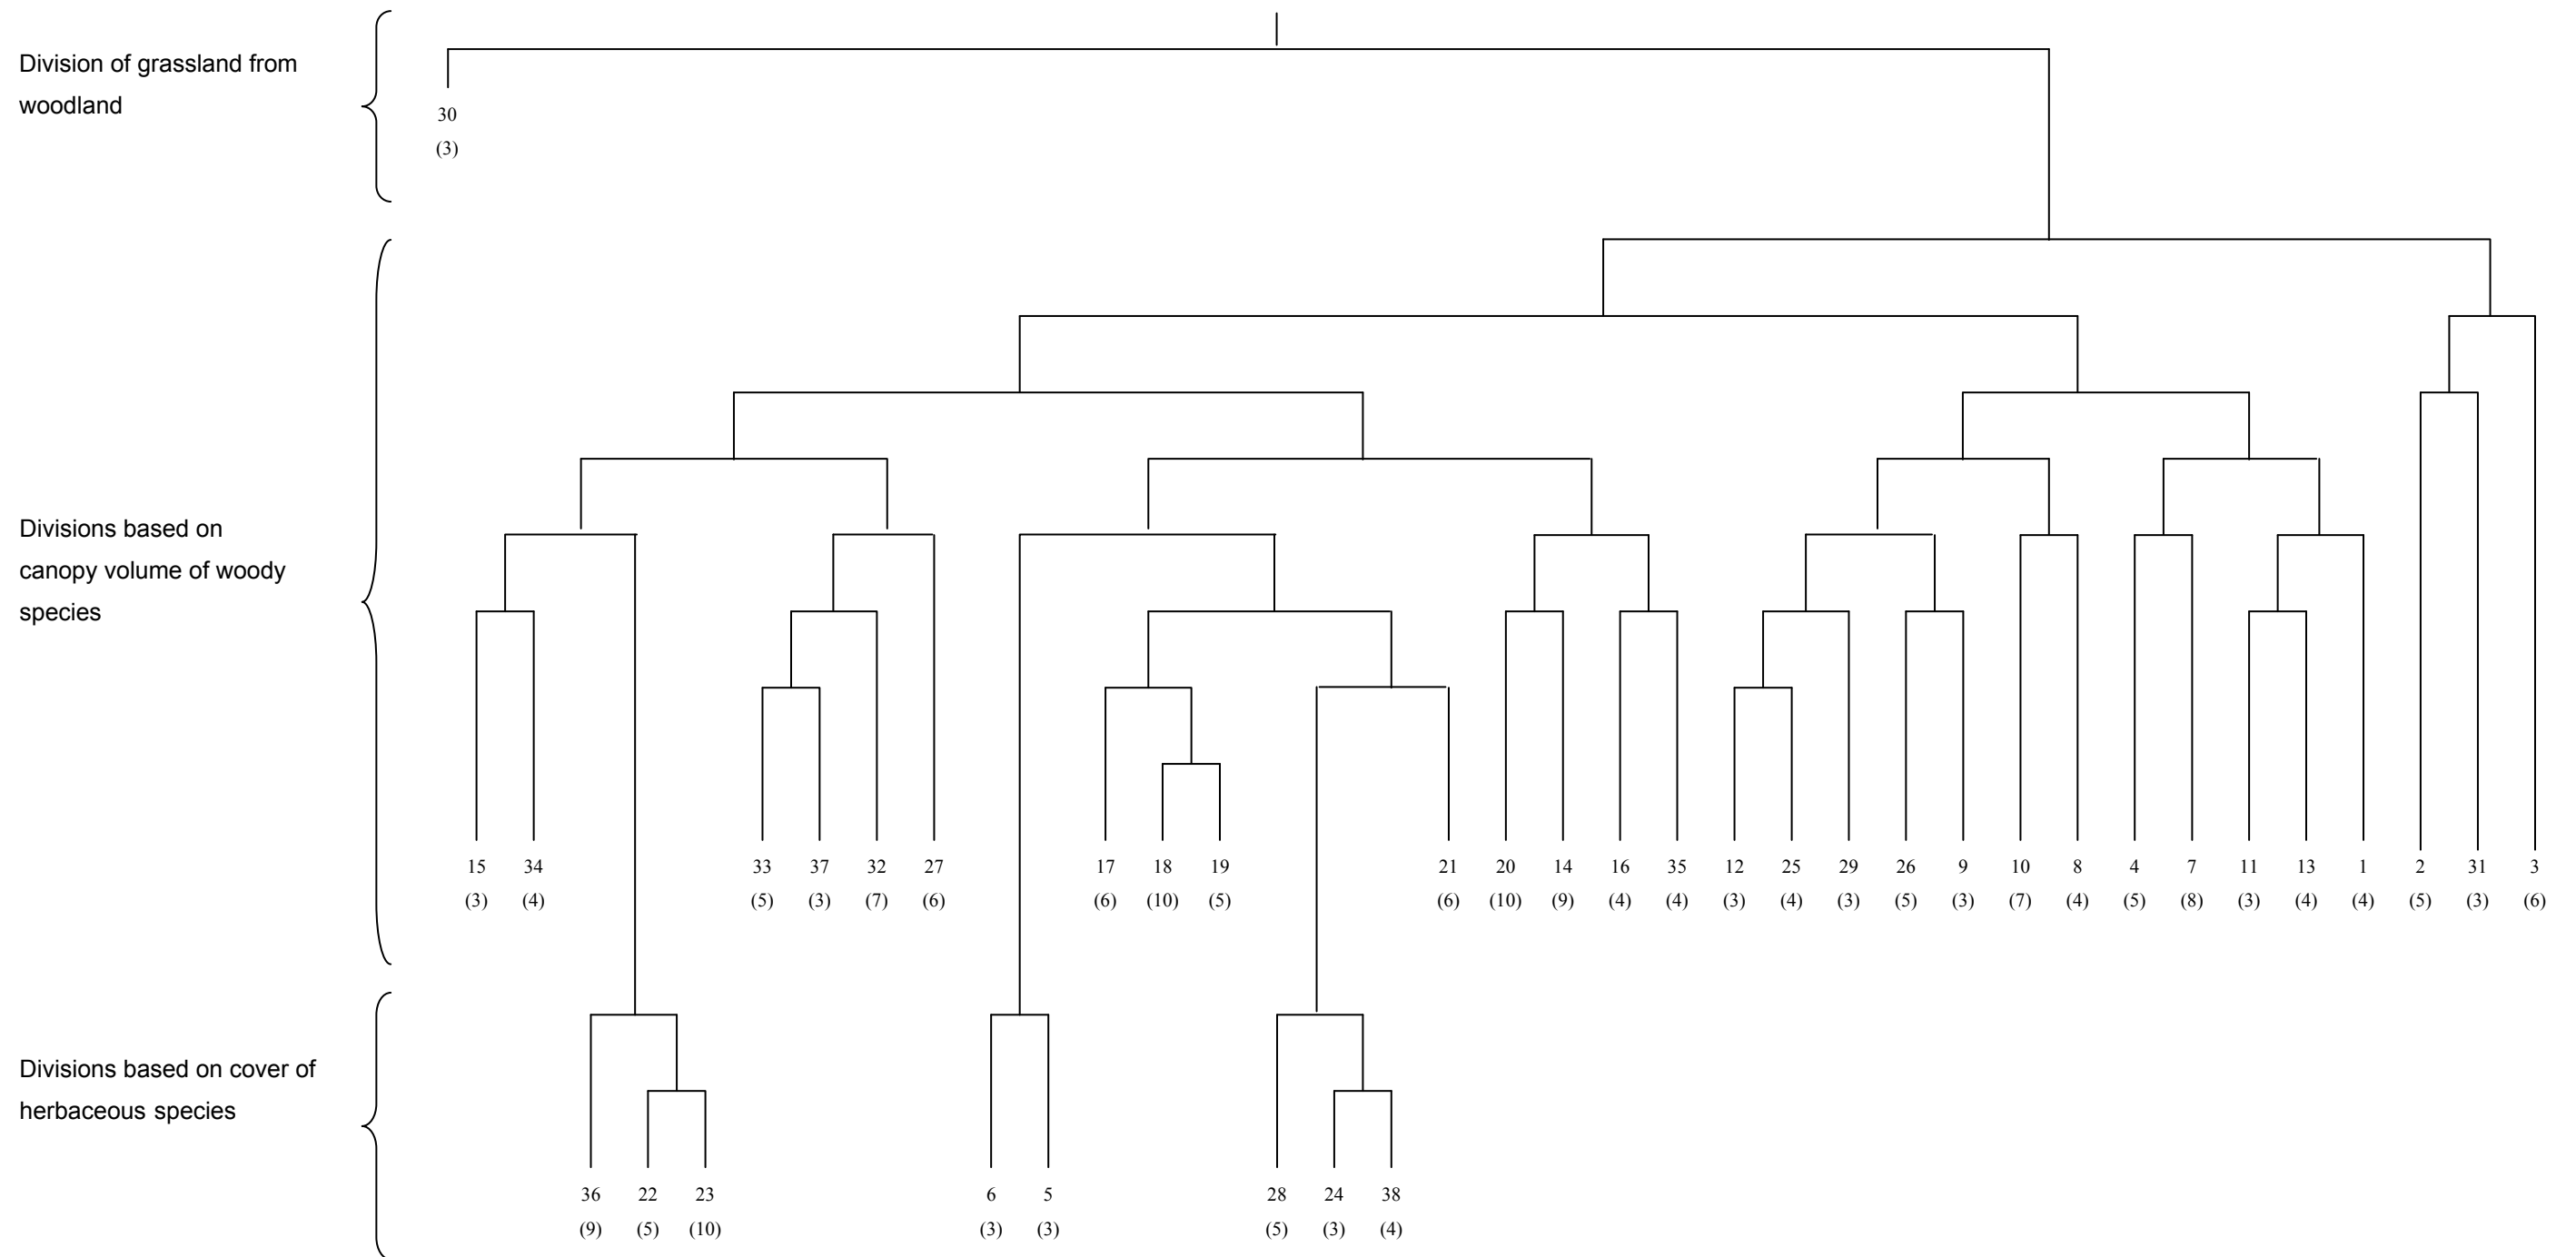 Division of grassland from
woodland
30
(3)
Divisions based on
canopy volume of woody
species
15 34 33 37 32 27 17 18 19 21 20 14 16 35 12 25 29 26 9 10 8 4 7 11 13 1 2 31 3
(3) (4) (5) (3) (7) (6) (6) (10) (5) (6) (10) (9) (4) (4) (3) (4) (3) (5) (3) (7) (4) (5) (8) (3) (4) (4) (5) (3) (6)
Divisions based on cover of
herbaceous species
36 22 23 6 5 28 24 38
(9) (5) (10) (3) (3) (5) (3) (4)